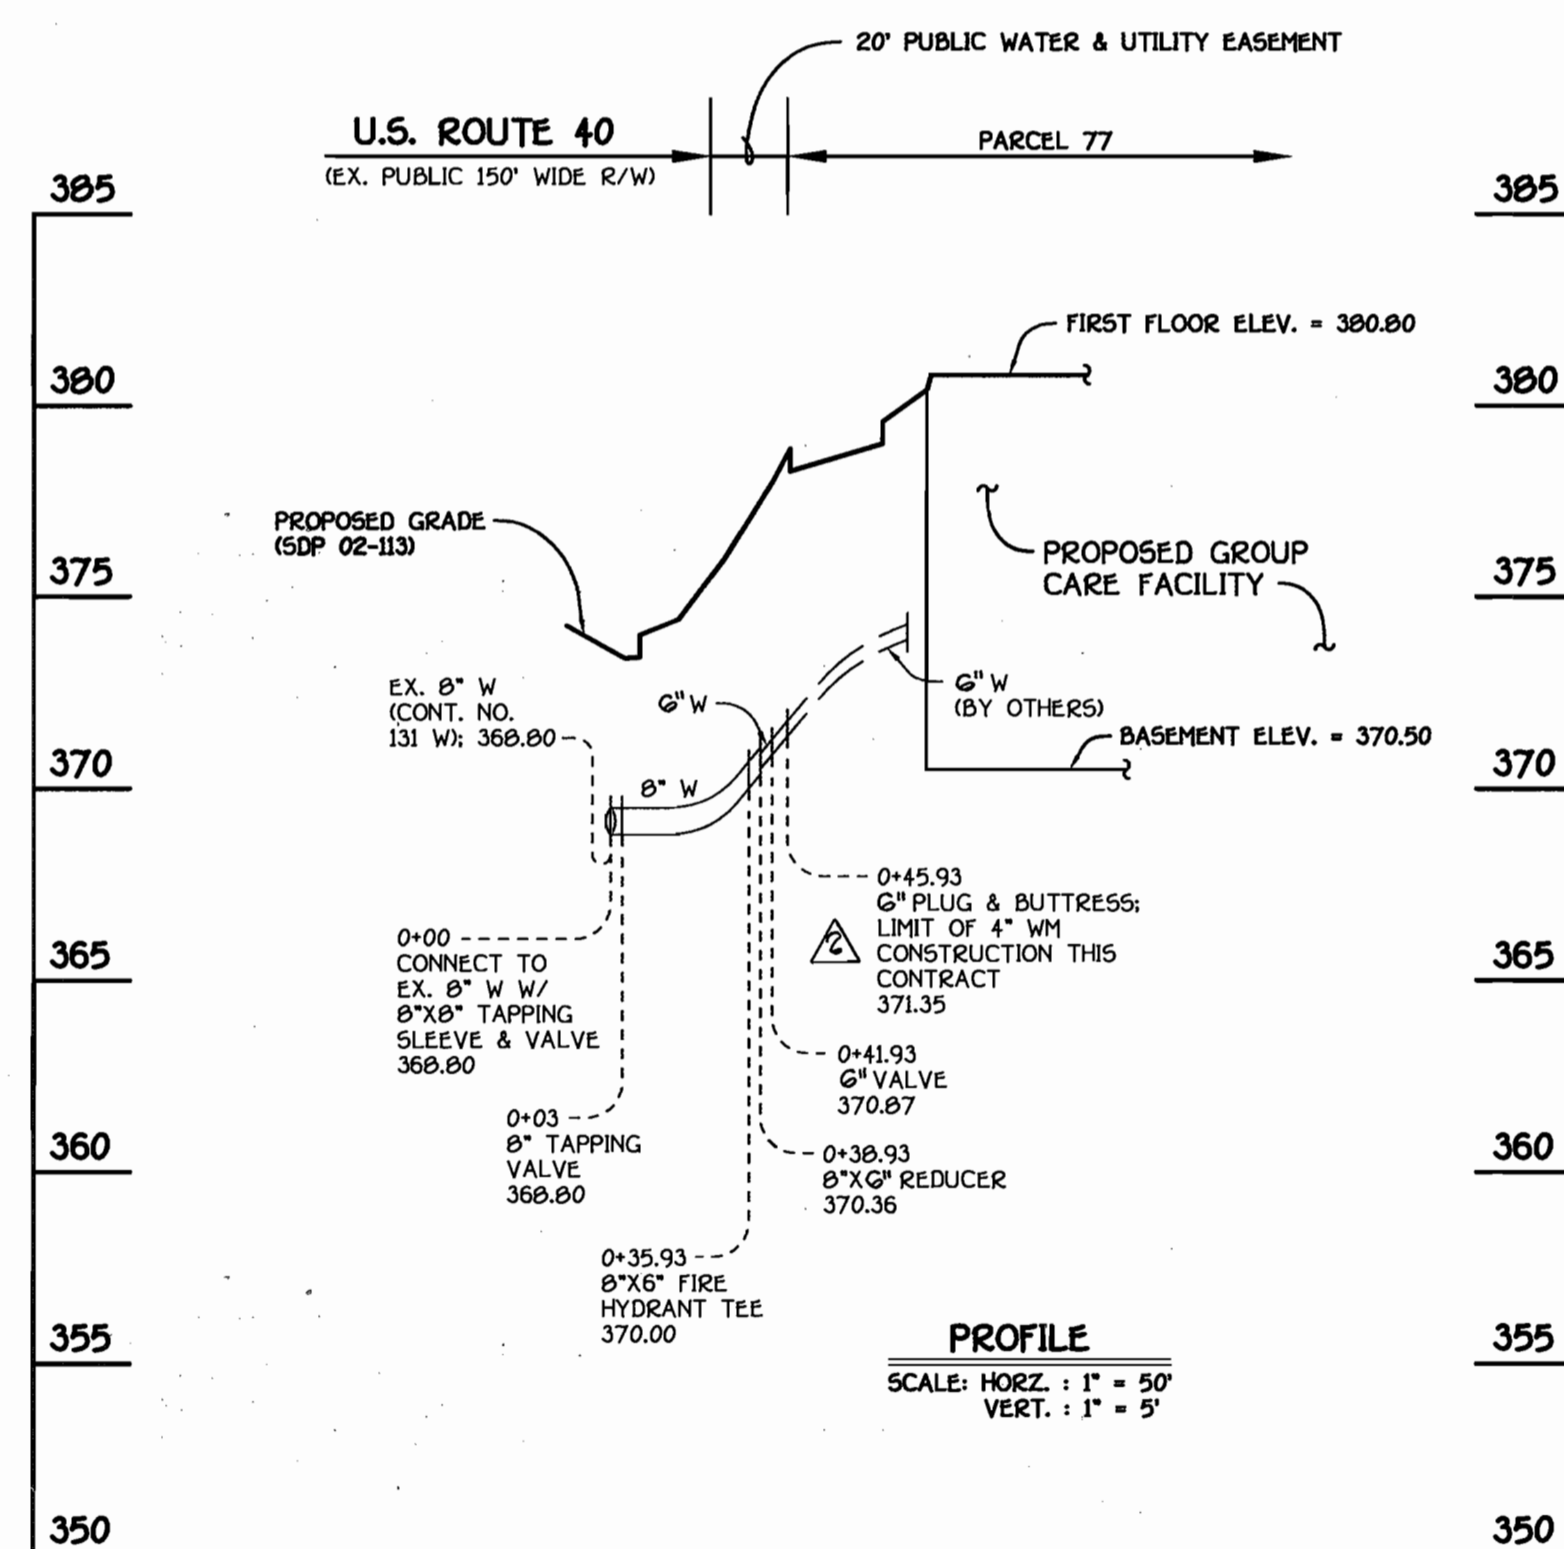 20' PUBLIC WATER & UTILITY EASEMENT
U.S. ROUTE 40
(EX. PUBLIC 150' WIDE R/W)
PARCEL 77
385
385
FIRST FLOOR ELEV. = 380.80
380
380
PROPOSED GRADE
(SDP 02-113)
PROPOSED GROUP
CARE FACILITY
375
375
EX. 8" W
(CONT. NO.
131 W): 368.80
6" W
6" W
(BY OTHERS)
BASEMENT ELEV. = 370.50
370
370
8" W
0+45.93
6" PLUG & BUTTRESS;
LIMIT OF 4" WM
CONSTRUCTION THIS
CONTRACT
371.35
2
0+00
CONNECT TO
EX. 8" W W/
8"X8" TAPPING
SLEEVE & VALVE
368.80
365
365
0+41.93
6" VALVE
370.87
0+03
8" TAPPING
VALVE
368.80
360
360
0+38.93
8"X6" REDUCER
370.36
0+35.93
8"X6" FIRE
HYDRANT TEE
370.00
355
355
PROFILE
SCALE: HORZ. : 1" = 50'
VERT. : 1" = 5'
350
350